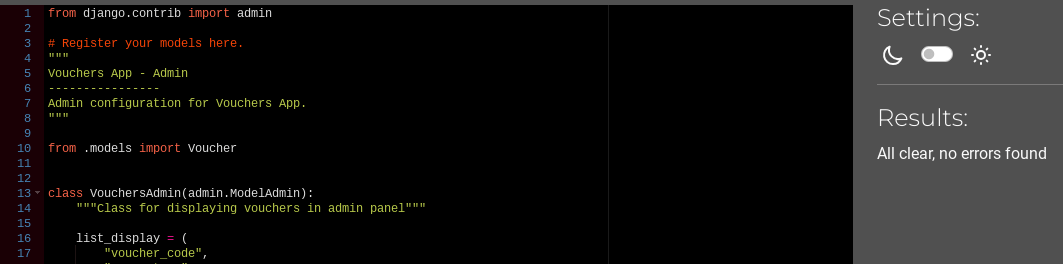 1 from django.contrib import admin
2
3 # Register your models here.
4 """
5 Vouchers App - Admin
6 ----------------
7 Admin configuration for Vouchers App.
8 """
9
10 from .models import Voucher
11
12
13 class VouchersAdmin(admin.ModelAdmin):
14 """Class for displaying vouchers in admin panel"""
15
16 list_display = (
17 "voucher_code",
Settings:
Results:
All clear, no errors found